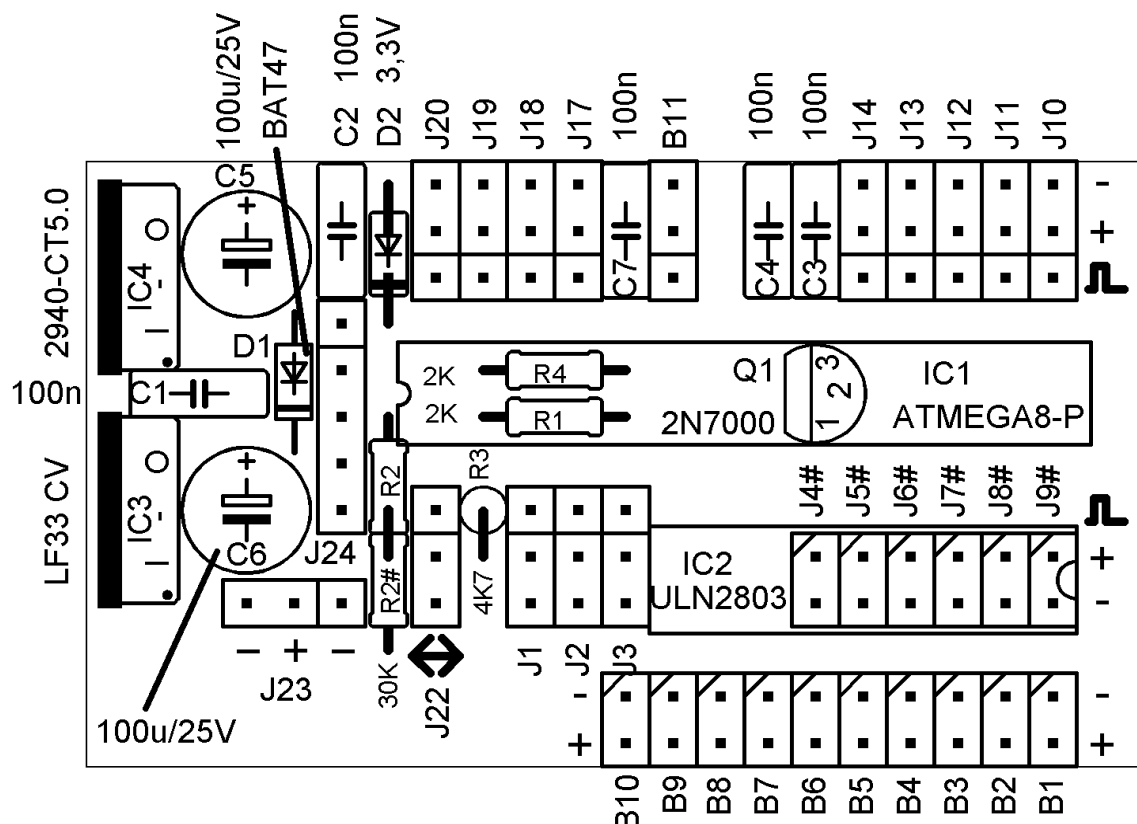 100u/25V
BAT47
C2 100n
D2 3,3V
J20
J19
J18
J17
100n
B11
100n
100n
J14
J13
J12
J11
J10
2940-CT5.0
IC4
-
I
O
C5
+
C7
C4
C3
-
+
D1
100n
C1
2K
R4
2K
R1
Q1
3
2
1
2N7000
IC1
ATMEGA8-P
LF33 CV
IC3
-
I
O
+
C6
J24
R2
R2#
R3
4K7
30K
IC2
ULN2803
J4#
J5#
J6#
J7#
J8#
J9#
+
-
- + -
J23
J22
J1
J2
J3
100u/25V
-
+
-
+
B10
B9
B8
B7
B6
B5
B4
B3
B2
B1